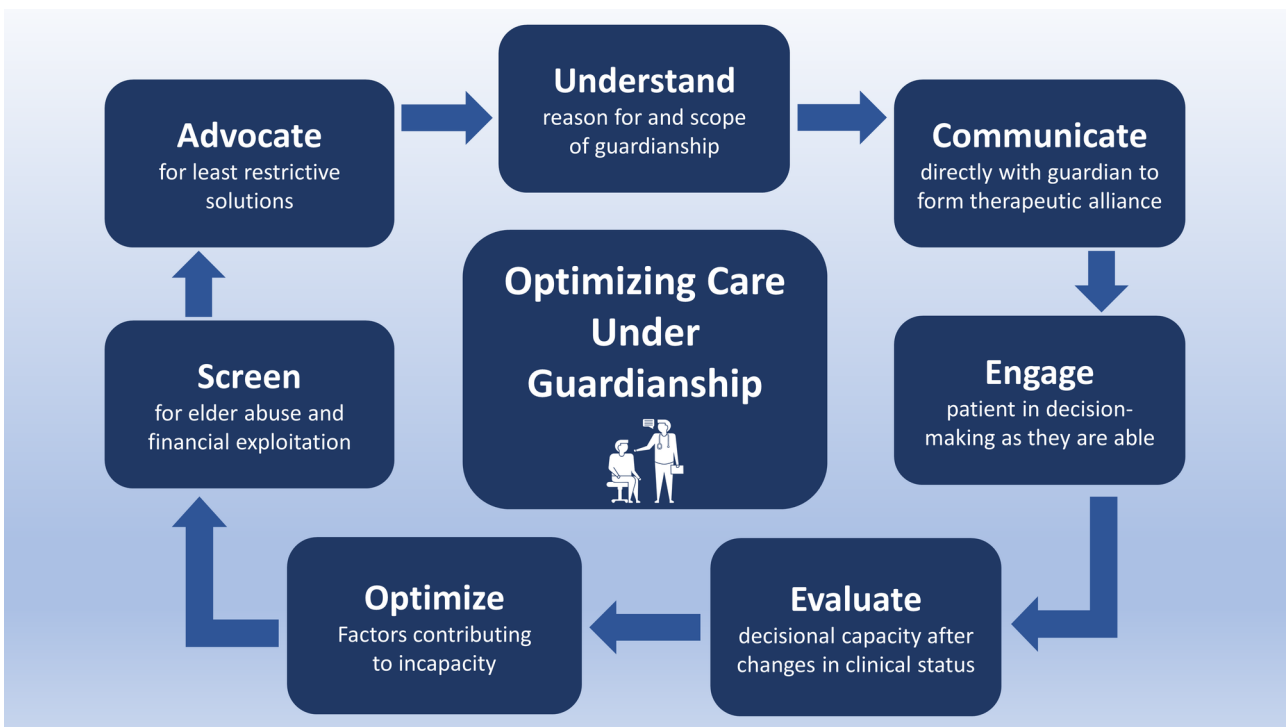 Understand
reason for and scope
of guardianship
Communicate
directly with guardian to
form therapeutic alliance
Engage
patient in decision-
making as they are able
Evaluate
decisional capacity after
changes in clinical status
Optimize
Factors contributing
to incapacity
Screen
for elder abuse and
financial exploitation
Advocate
for least restrictive
solutions
Optimizing Care
Under
Guardianship